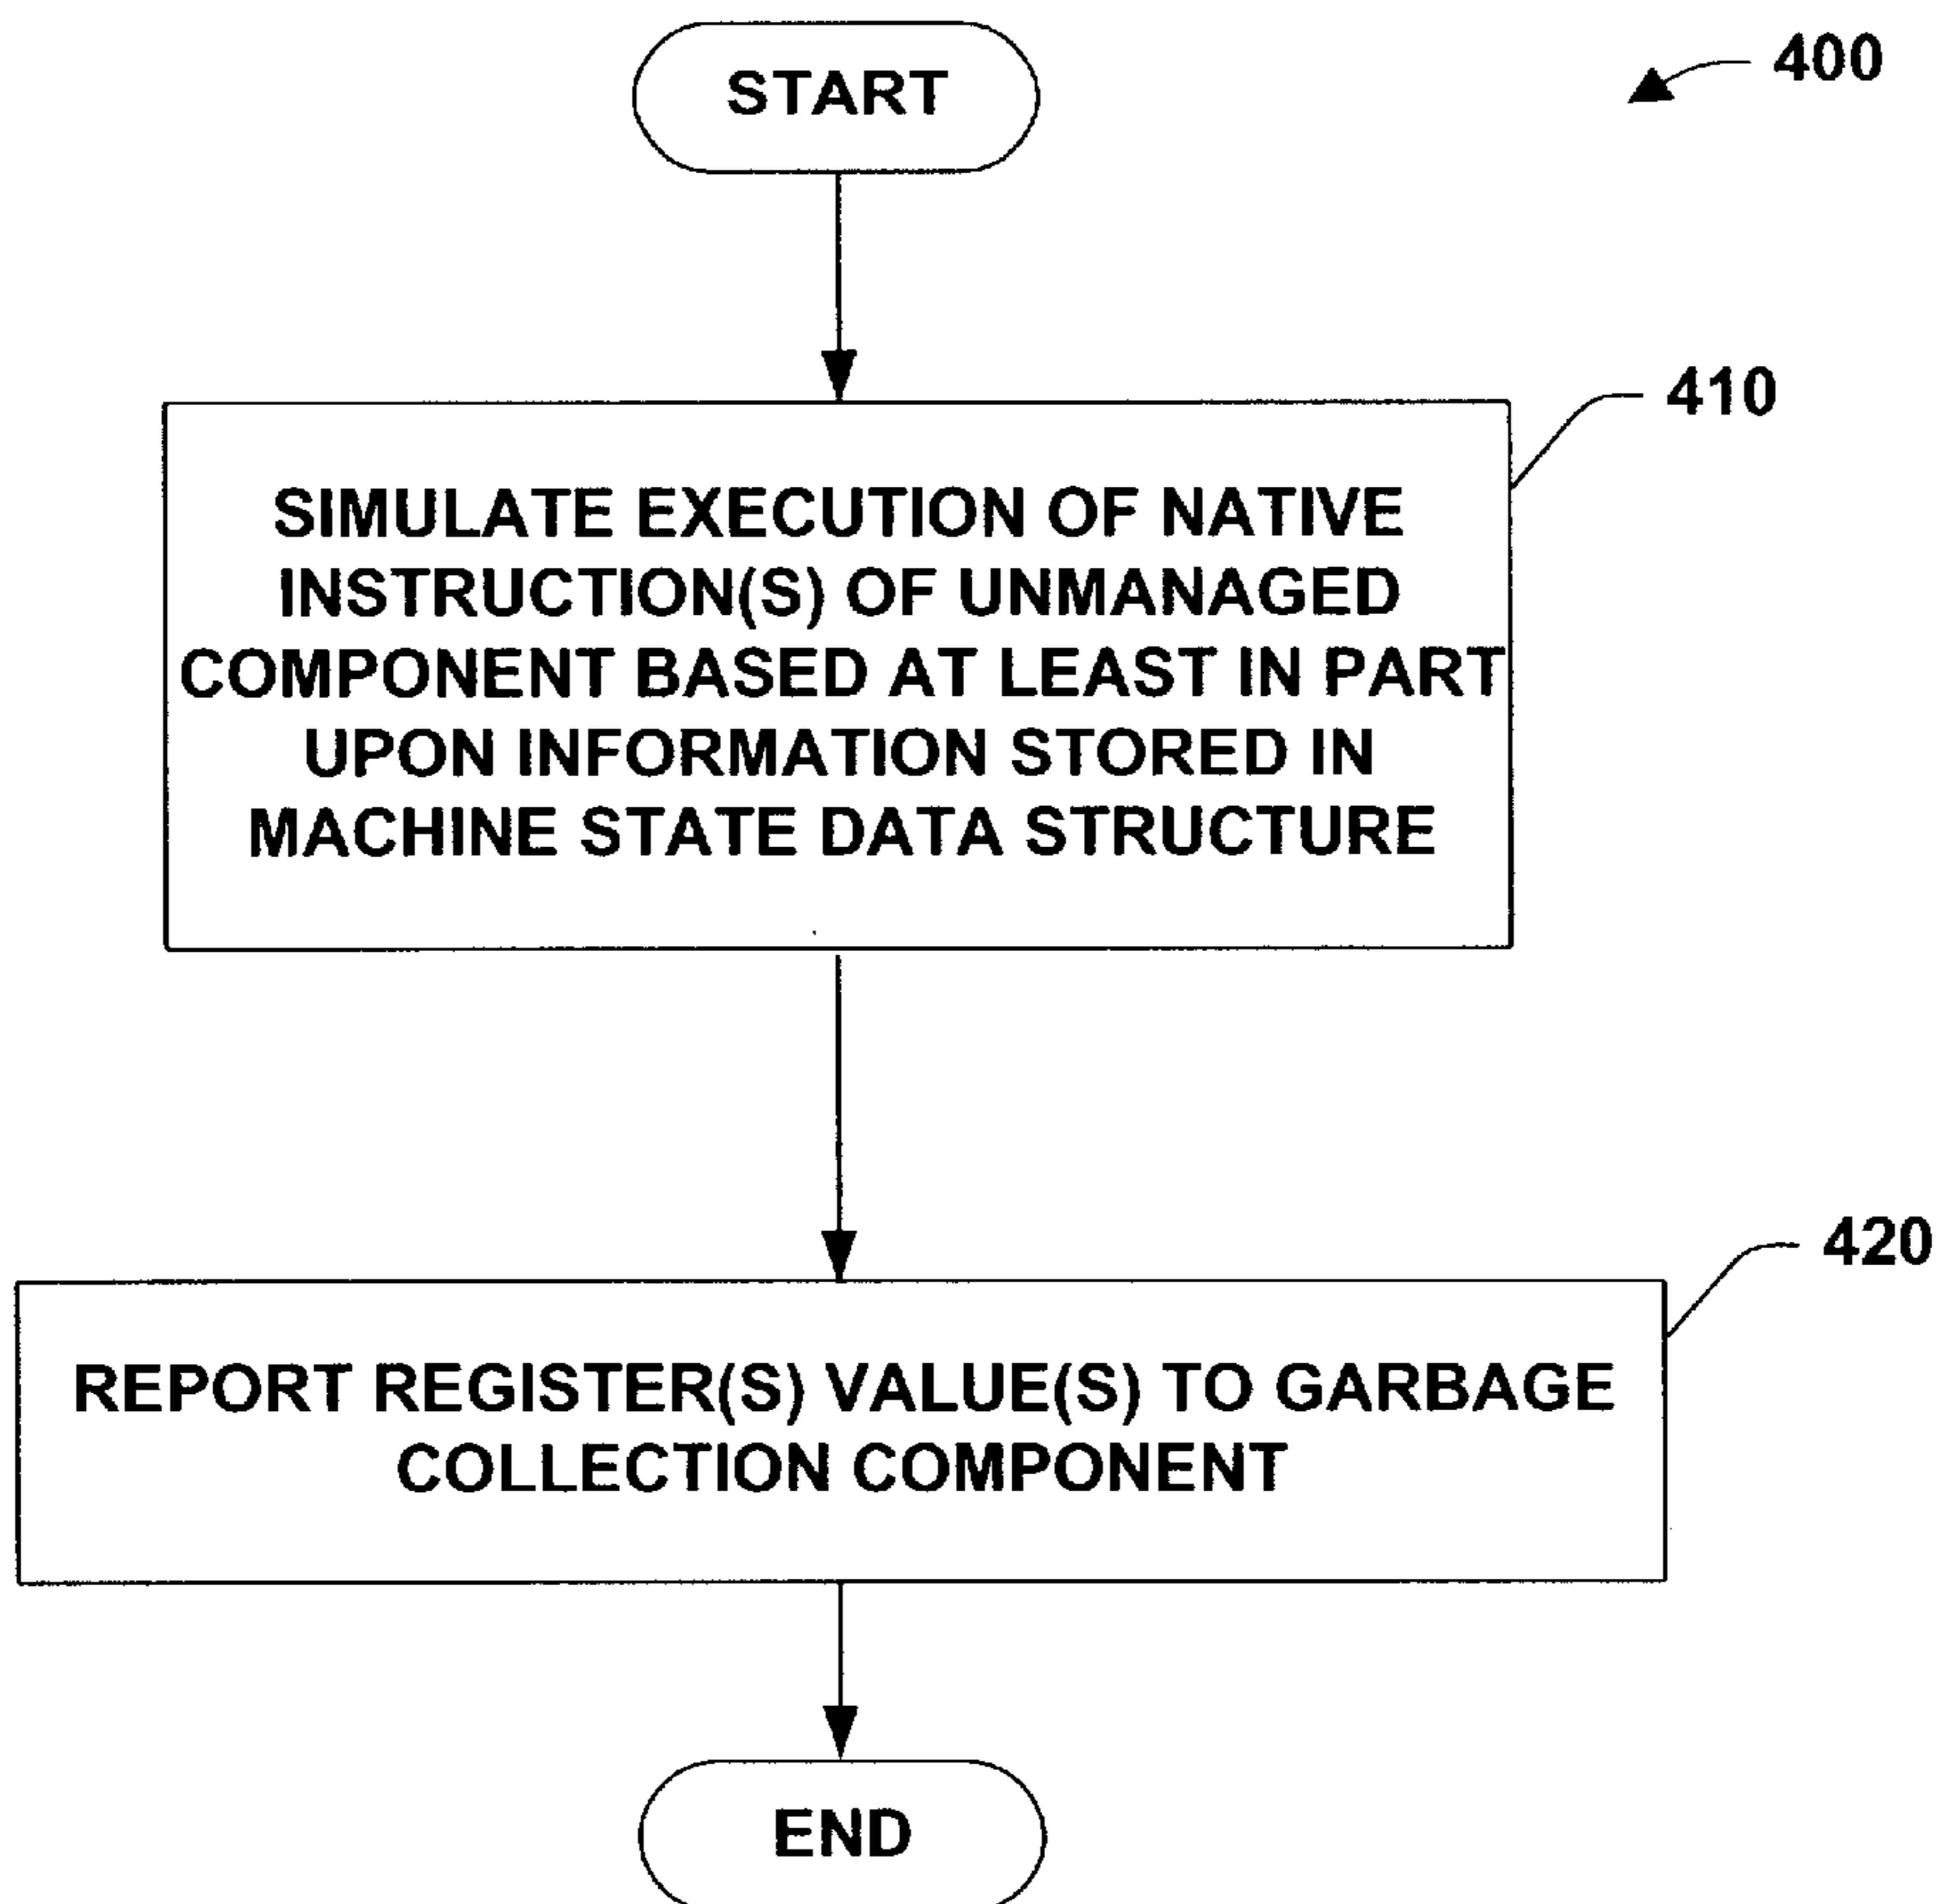 START
400
410
SIMULATE EXECUTION OF NATIVE
INSTRUCTION(S) OF UNMANAGED
COMPONENT BASED AT LEAST IN PART
UPON INFORMATION STORED IN
MACHINE STATE DATA STRUCTURE
420
REPORT REGISTER(S) VALUE(S) TO GARBAGE
COLLECTION COMPONENT
END